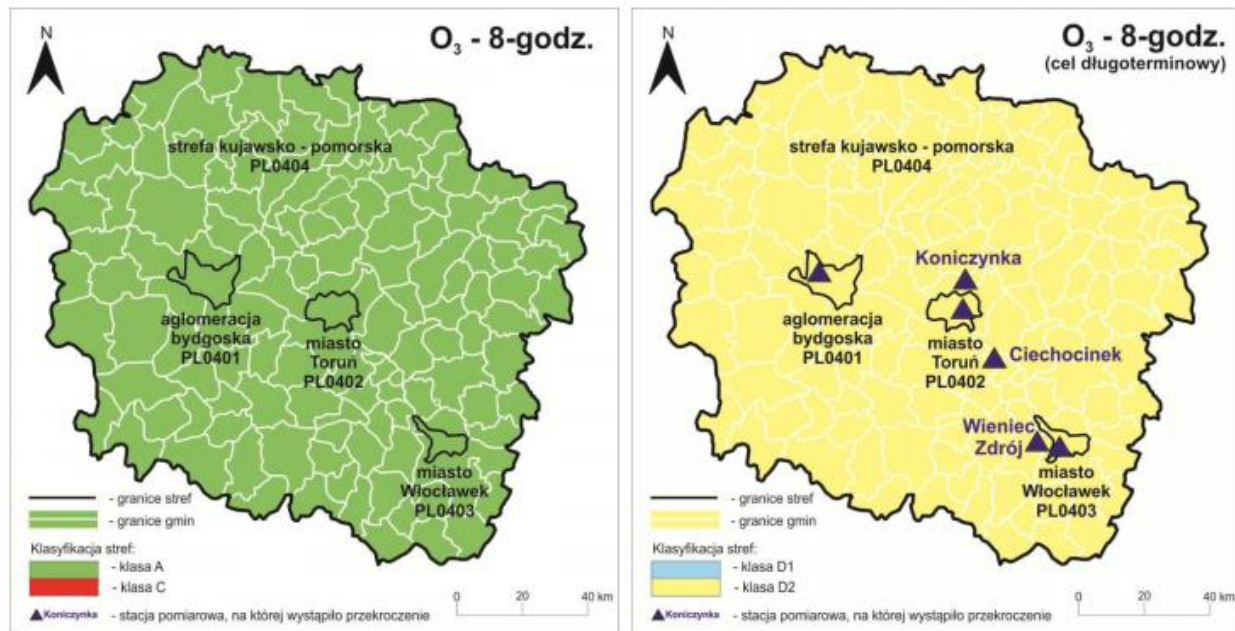 N
O₃ - 8-godz.
strefa kujawsko - pomorska
PL0404
aglomeracja
bydgoska
PL0401
miasto
Toruń
PL0402
miasto
Włocławek
PL0403
- granice stref
- granice gmin
Klasyfikacja stref:
- klasa A
- klasa C
Koniczynka - stacja pomiarowa, na której wystąpiło przekroczenie
0 20 40 km
N
O₃ - 8-godz.
(cel długoterminowy)
strefa kujawsko - pomorska
PL0404
Koniczynka
aglomeracja
bydgoska
PL0401
miasto
Toruń
PL0402
Ciechocinek
Wieniec
Zdrój
miasto
Włocławek
PL0403
- granice stref
- granice gmin
Klasyfikacja stref:
- klasa D1
- klasa D2
Koniczynka - stacja pomiarowa, na której wystąpiło przekroczenie
0 20 40 km